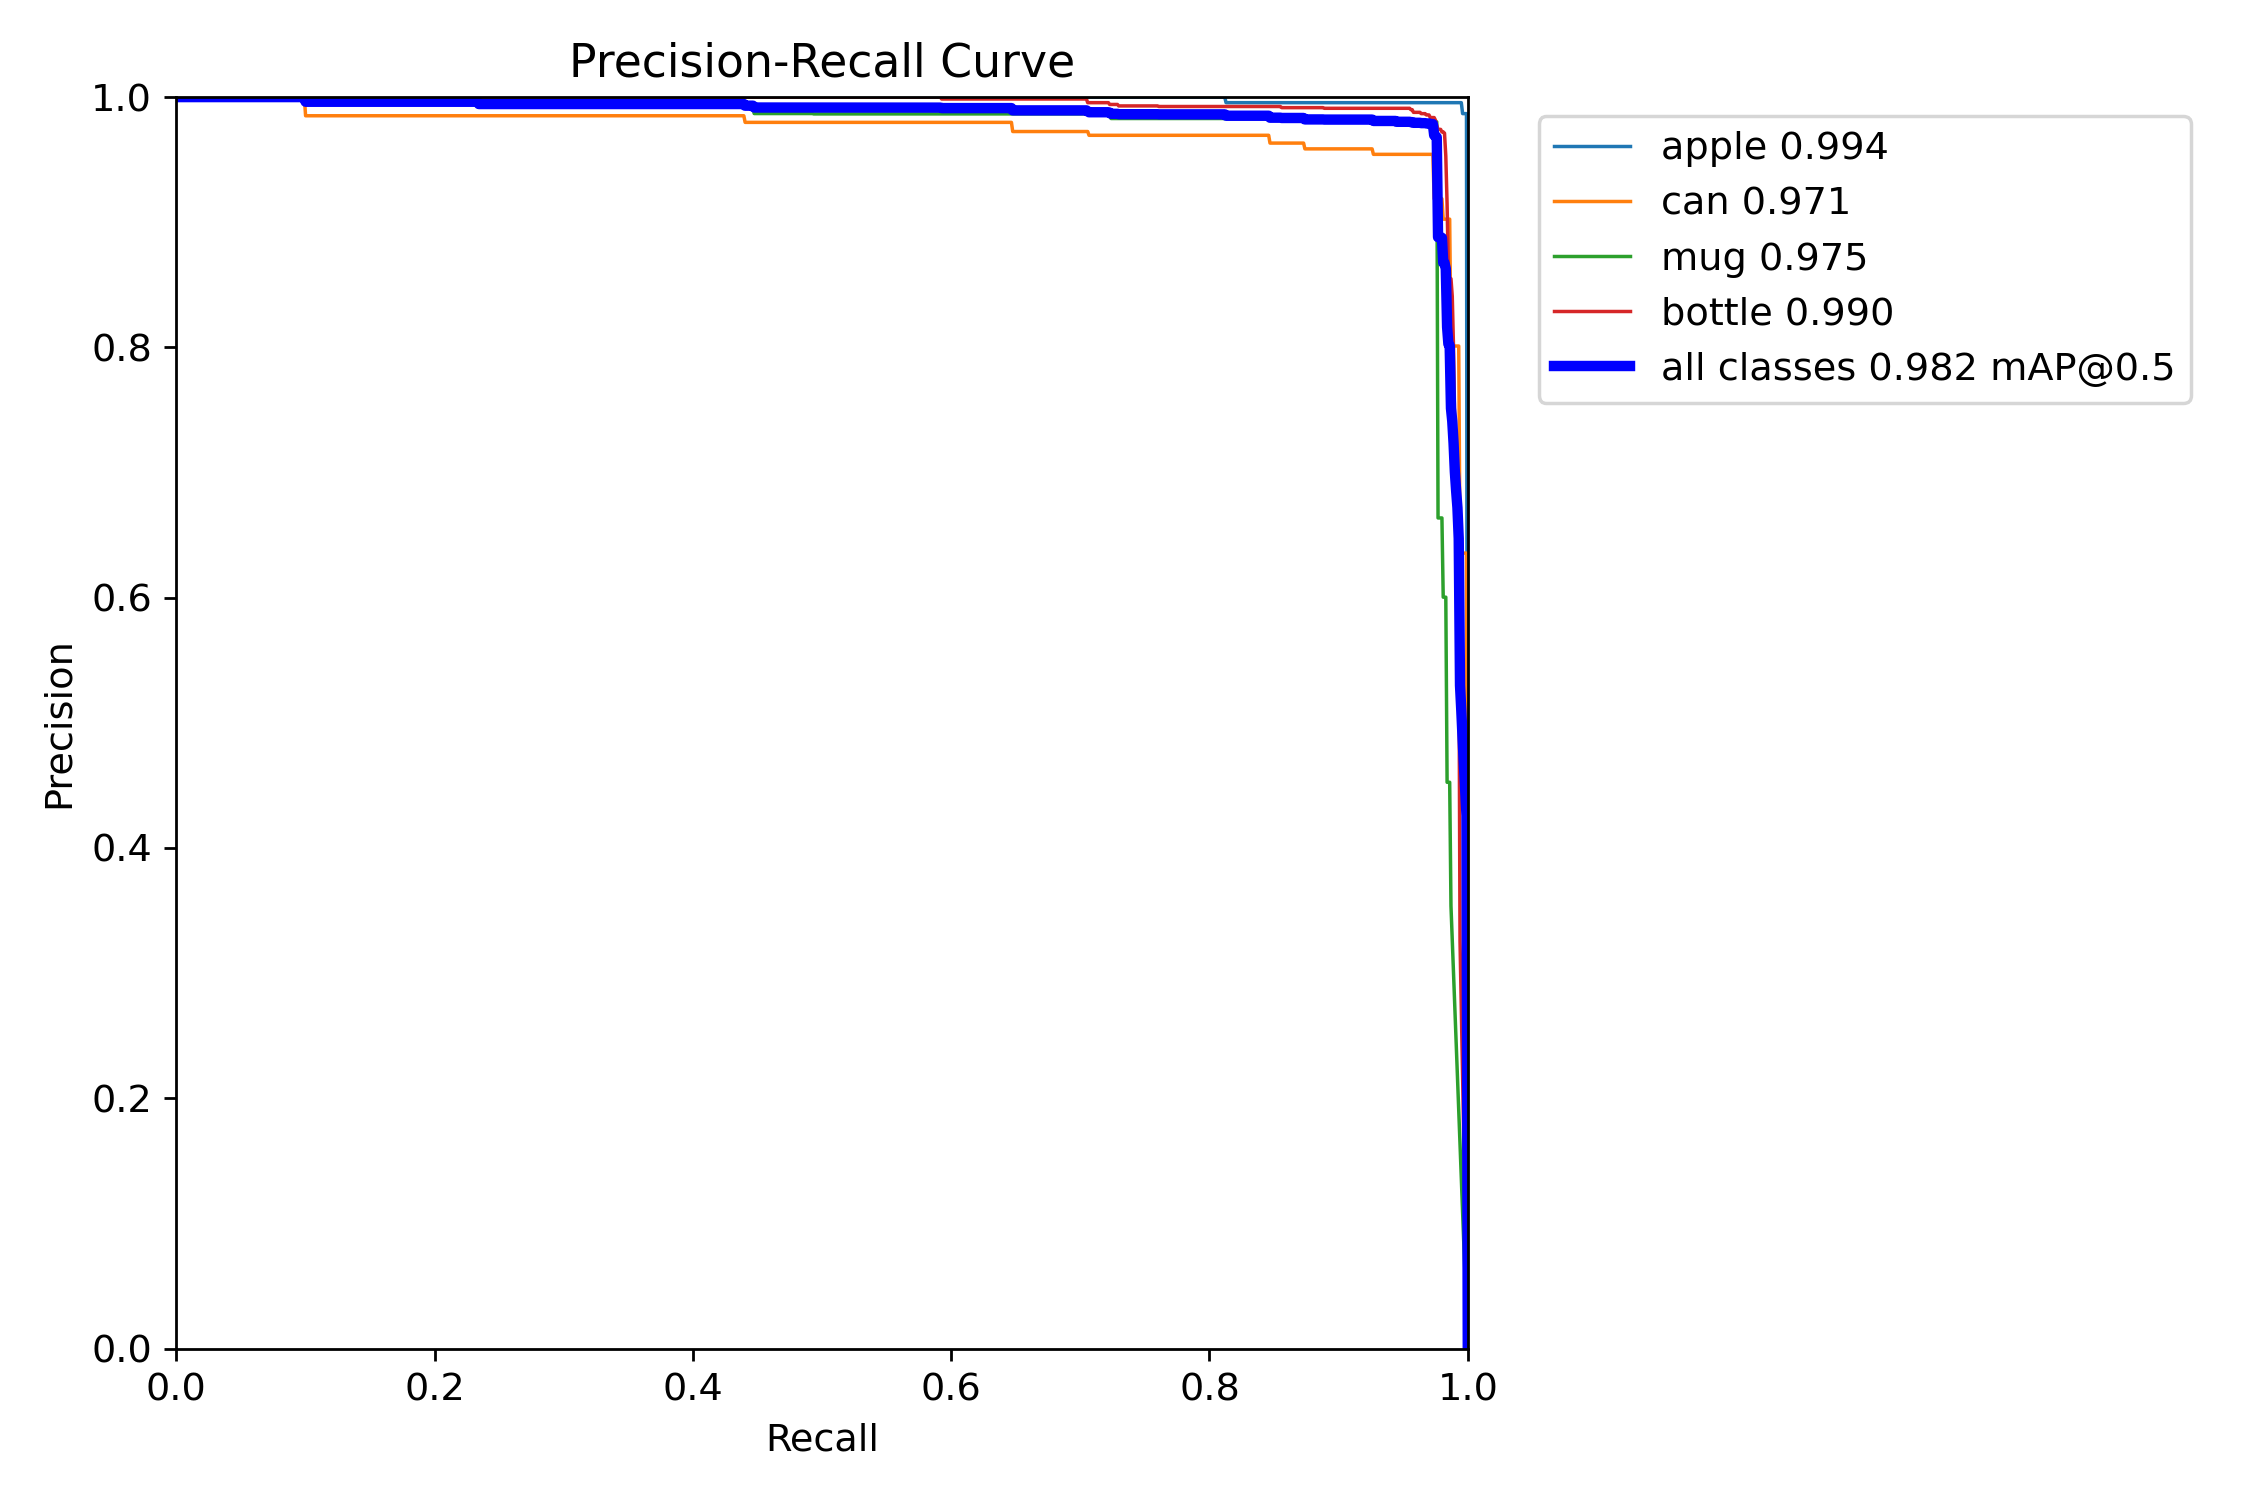 Precision-Recall Curve
1.0
0.8
0.6
0.4
0.2
0.0
Precision
0.0 0.2 0.4 0.6 0.8 1.0
Recall
apple 0.994
can 0.971
mug 0.975
bottle 0.990
all classes 0.982 mAP@0.5